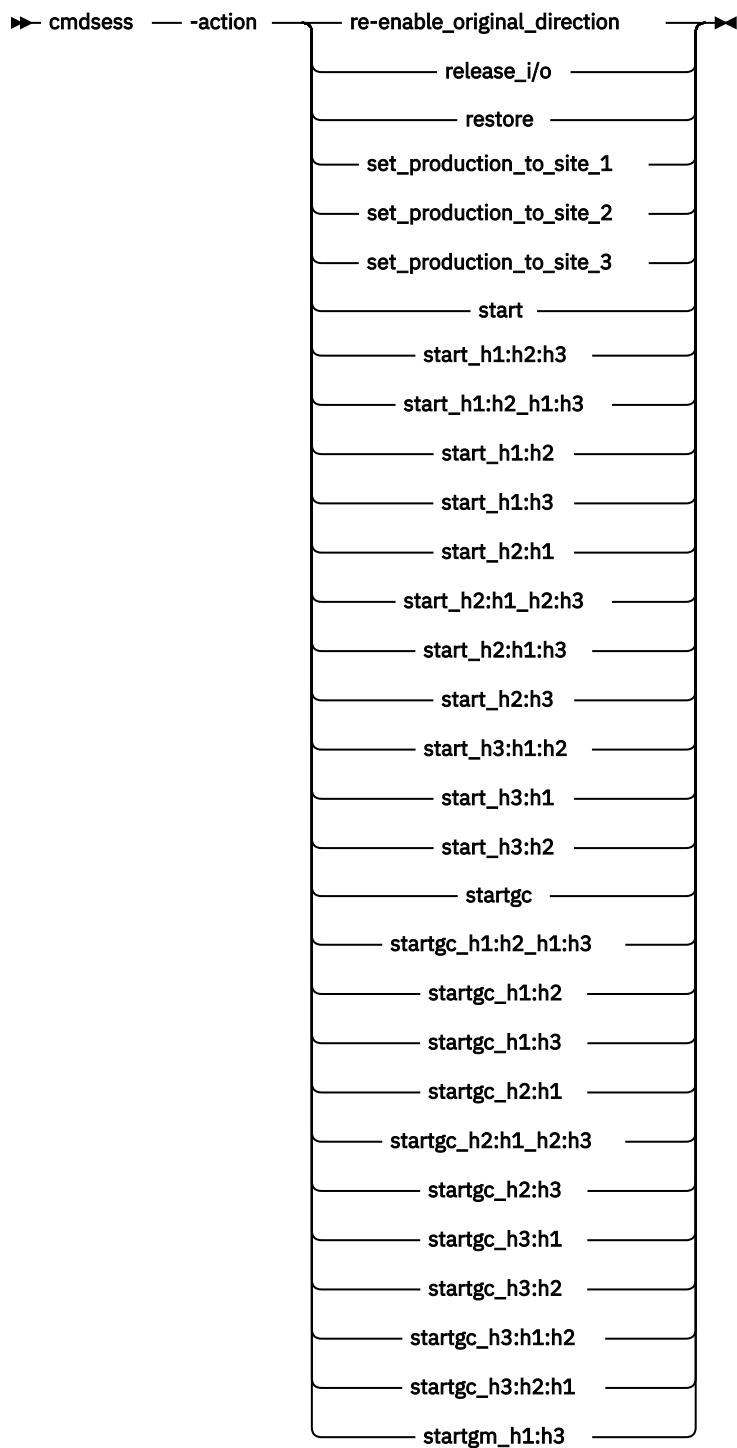 cmdsess -action re-enable_original_direction
release_i/o
restore
set_production_to_site_1
set_production_to_site_2
set_production_to_site_3
start
start_h1:h2:h3
start_h1:h2_h1:h3
start_h1:h2
start_h1:h3
start_h2:h1
start_h2:h1_h2:h3
start_h2:h1:h3
start_h2:h3
start_h3:h1:h2
start_h3:h1
start_h3:h2
startgc
startgc_h1:h2_h1:h3
startgc_h1:h2
startgc_h1:h3
startgc_h2:h1
startgc_h2:h1_h2:h3
startgc_h2:h3
startgc_h3:h1
startgc_h3:h2
startgc_h3:h1:h2
startgc_h3:h2:h1
startgm_h1:h3